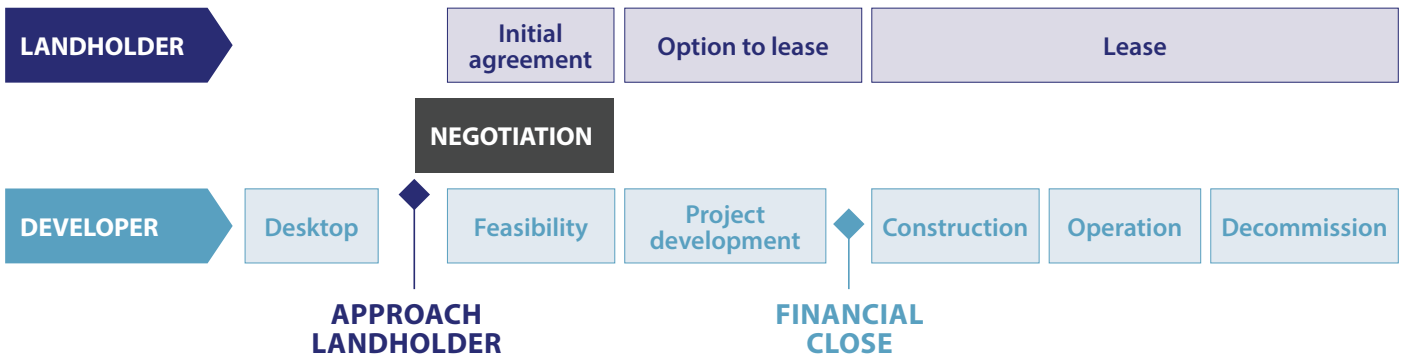 LANDHOLDER
Initial
agreement
Option to lease
Lease
NEGOTIATION
DEVELOPER
Desktop
Feasibility
Project
development
Construction
Operation
Decommission
APPROACH
LANDHOLDER
FINANCIAL
CLOSE